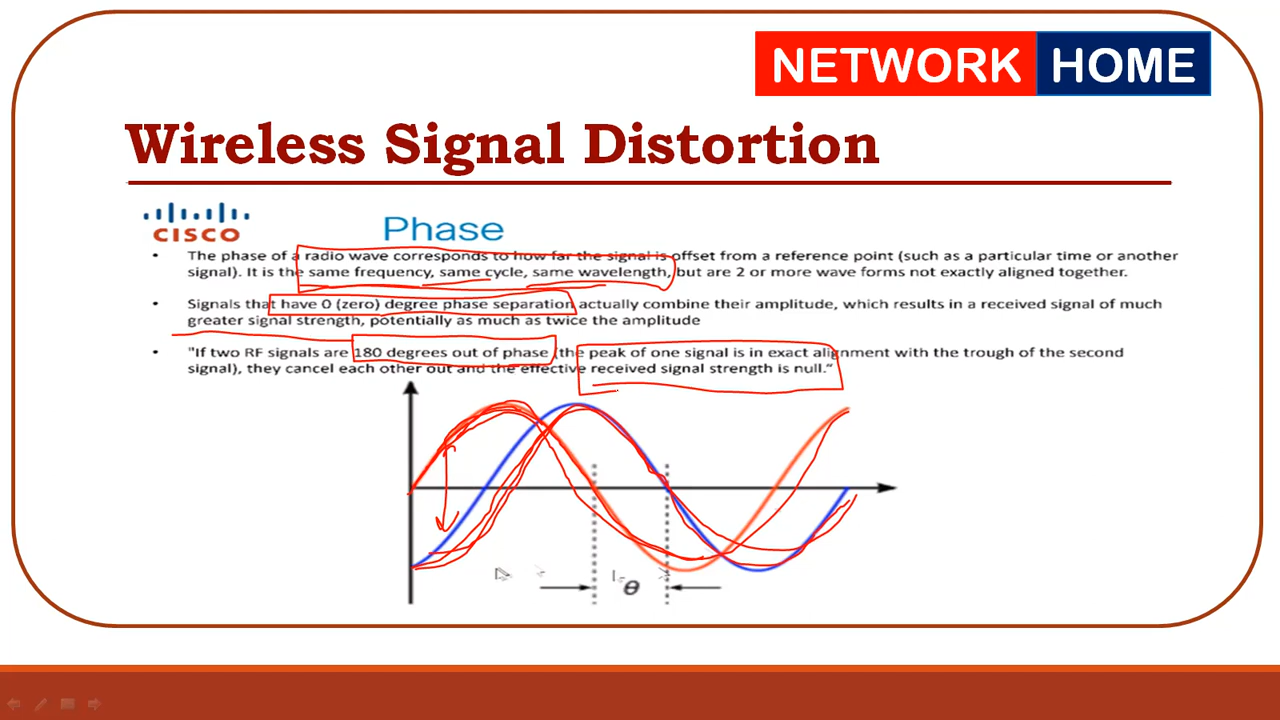 NETWORK HOME
Wireless Signal Distortion
CISCO
Phase
• The phase of a radio wave corresponds to how far the signal is offset from a reference point (such as a particular time or another
signal). It is the same frequency, same cycle, same wavelength, but are 2 or more wave forms not exactly aligned together.
• Signals that have 0 (zero) degree phase separation actually combine their amplitude, which results in a received signal of much
greater signal strength, potentially as much as twice the amplitude
• "If two RF signals are 180 degrees out of phase (the peak of one signal is in exact alignment with the trough of the second
signal), they cancel each other out and the effective received signal strength is null.“
θ